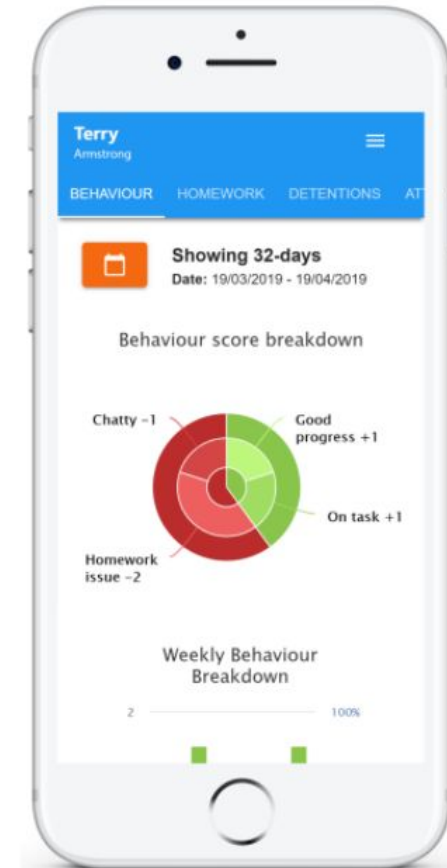 Terry
Armstrong
BEHAVIOUR HOMEWORK DETENTIONS AT
Showing 32-days
Date: 19/03/2019 - 19/04/2019
Behaviour score breakdown
Chatty -1
Good
progress +1
On task +1
Homework
issue -2
Weekly Behaviour
Breakdown
2 100%